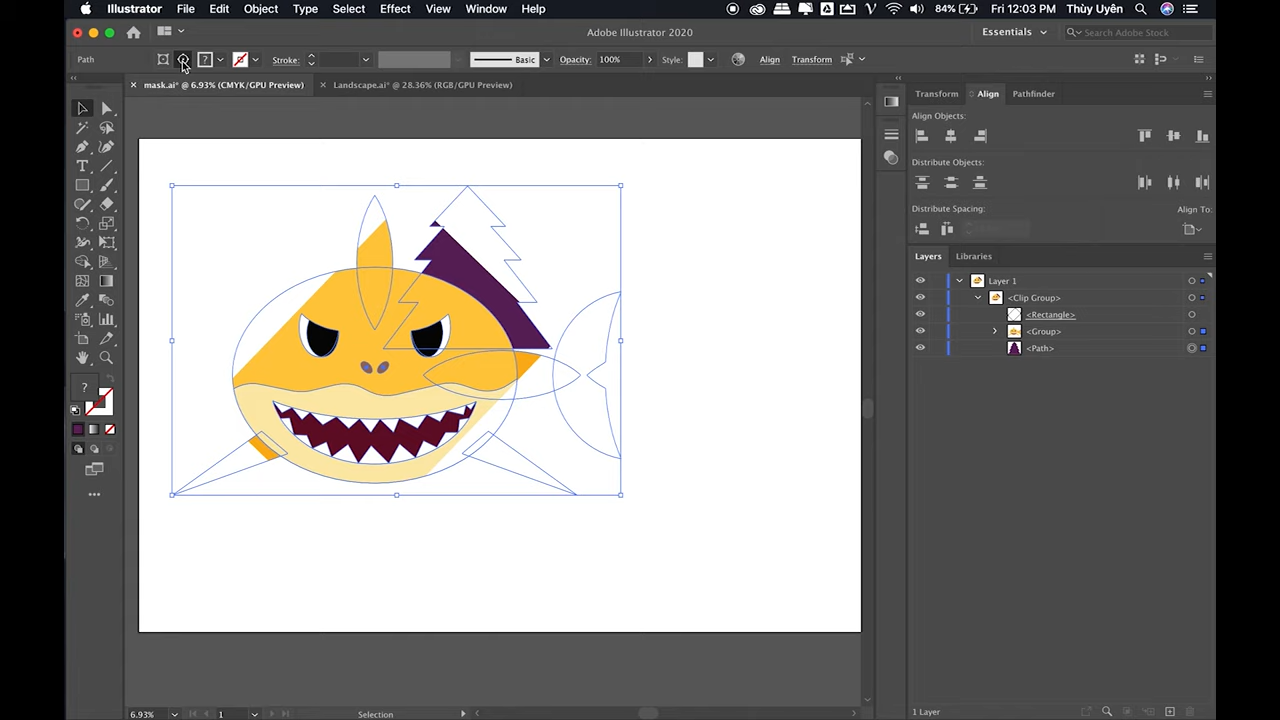 Illustrator File Edit Object Type Select Effect View Window Help 84% Fri 12:03 PM Thùy Uyên
Adobe Illustrator 2020 Essentials Search Adobe Stock
Path ? Stroke: Basic Opacity: 100% Style: Align Transform
mask.ai* @ 6.93% (CMYK/GPU Preview) Landscape.ai* @ 28.36% (RGB/GPU Preview)
Transform Align Pathfinder
Align Objects:
Distribute Objects:
Distribute Spacing: Align To:
Layers Libraries
Layer 1
<Clip Group>
<Rectangle>
<Group>
<Path>
?
6.93% 1 Selection 1 Layer